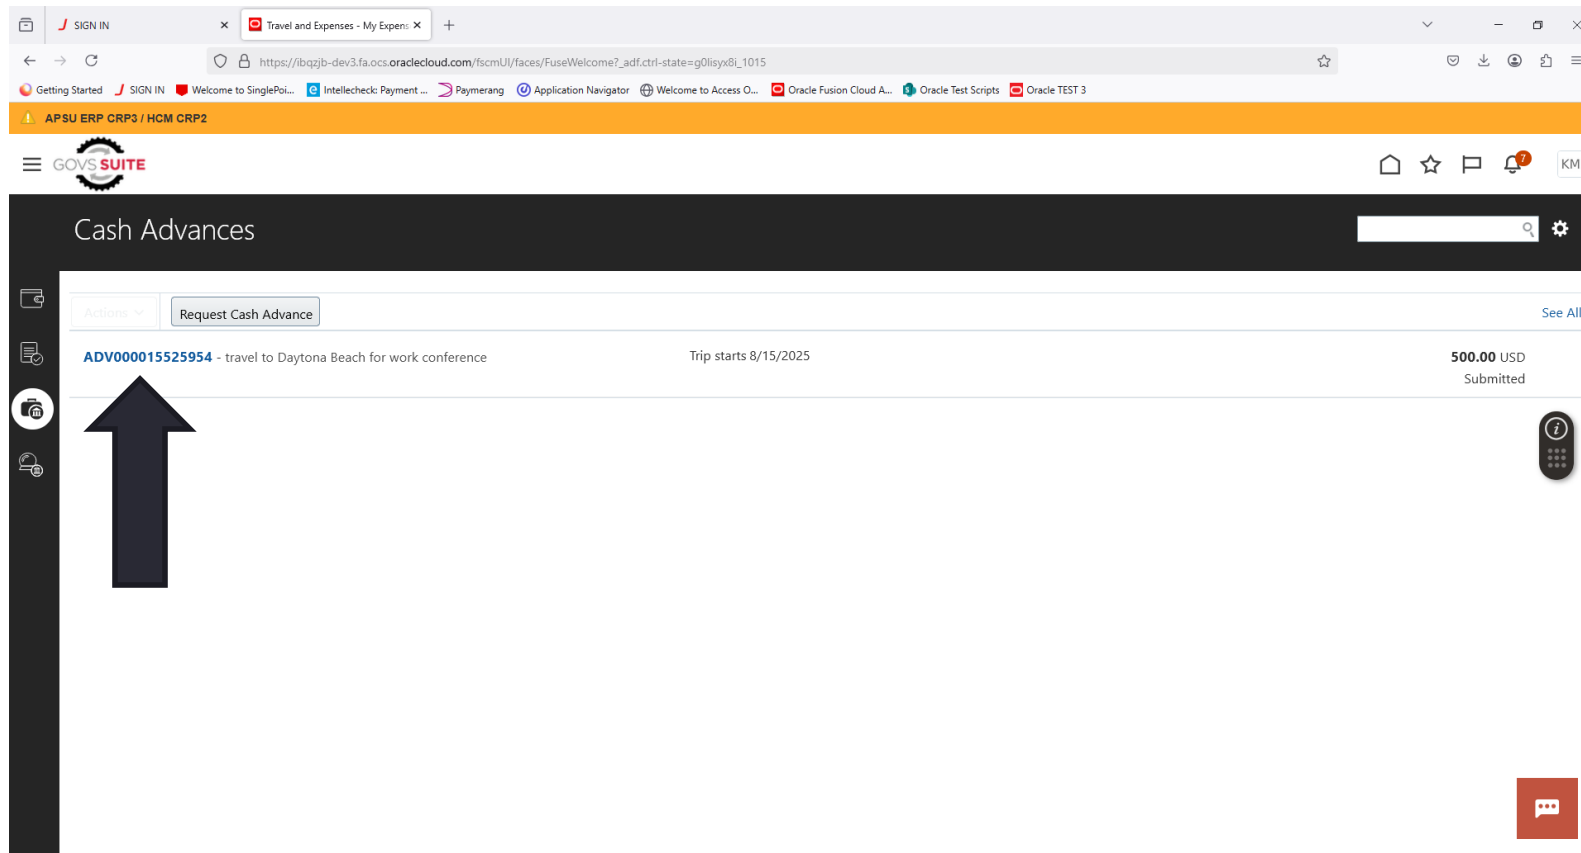 SIGN IN
Travel and Expenses - My Expens
https://ibqzjb-dev3.fa.ocs.oraclecloud.com/fscmUI/faces/FuseWelcome?_adf.ctrl-state=g0lisyx8i_1015
Getting Started SIGN IN Welcome to SinglePoi... Intellecheck: Payment ... Paymerang Application Navigator Welcome to Access O... Oracle Fusion Cloud A... Oracle Test Scripts Oracle TEST 3
APSU ERP CRP3 / HCM CRP2
GOVS SUITE
7
KM
Cash Advances
Actions
Request Cash Advance
See All
ADV000015525954 - travel to Daytona Beach for work conference
Trip starts 8/15/2025
500.00 USD
Submitted